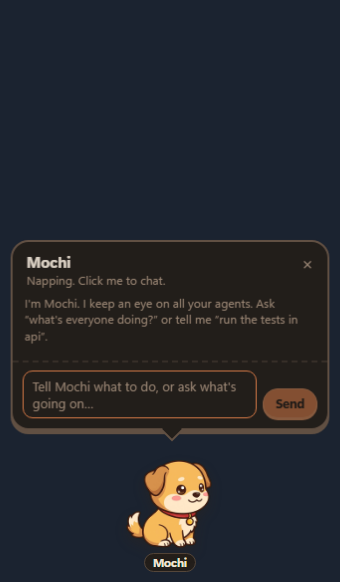 Mochi
×
Napping. Click me to chat.
I'm Mochi. I keep an eye on all your agents. Ask
"what's everyone doing?" or tell me "run the tests in
api".
Tell Mochi what to do, or ask what's
going on...
Send
Mochi